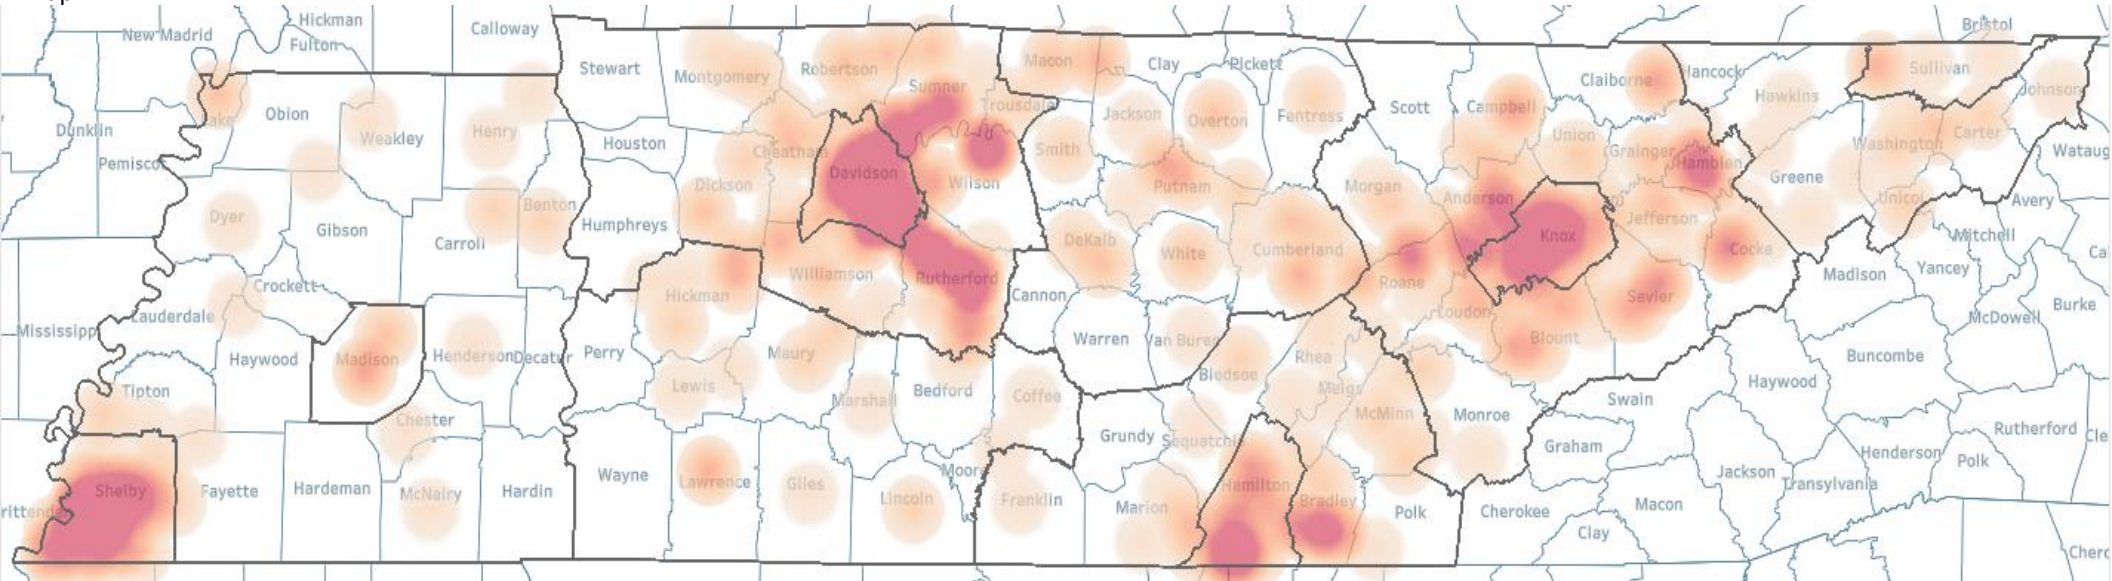 Hickman
New Madrid
Fulton
Calloway
Bristol
Stewart
Montgomery
Robertson
Macon
Clay
Pickett
Claiborne
Hancock
Sullivan
Sumner
Trousdale
Johnson
Dunklin
Obion
Weakley
Henry
Houston
Cheatham
Jackson
Overton
Fentress
Scott
Campbell
Union
Hawkins
Washington
Carter
Pemisco
Smith
Grainger
Hamblen
Greene
Wataug
Dickson
Davidson
Wilson
Putnam
Morgan
Anderson
Unicoi
Avery
Dyer
Gibson
Carroll
Benton
Humphreys
DeKalb
White
Cumberland
Knox
Jefferson
Cocke
Mitchell
Ca
Crockett
Hickman
Williamson
Rutherford
Cannon
Roane
Sevier
Madison
Yancey
Mississippi
Lauderdale
Loudon
McDowell
Burke
Haywood
Madison
Henderson
Decatur
Perry
Maury
Warren
Van Buren
Rhea
Blount
Buncombe
Tipton
Lewis
Marshall
Bedford
Coffee
Bledsoe
Meigs
McMinn
Monroe
Swain
Haywood
Chester
Grundy
Sequatchie
Graham
Henderson
Rutherford
Cle
Shelby
Fayette
Hardeman
McNairy
Hardin
Wayne
Lawrence
Giles
Lincoln
Moore
Franklin
Marion
Hamilton
Bradley
Polk
Cherokee
Macon
Jackson
Transylvania
Polk
rittende
Clay
Cherc